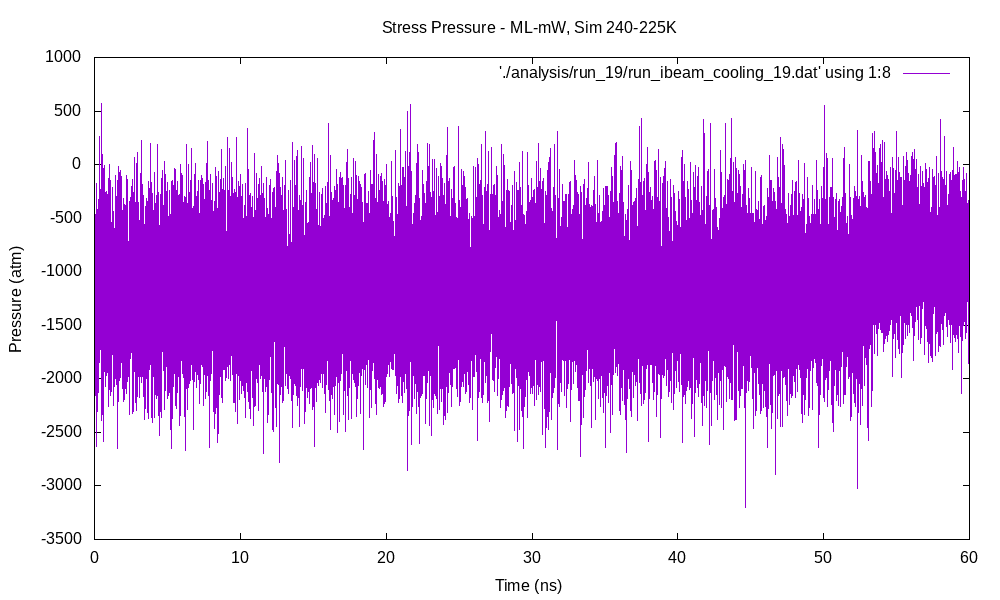 Stress Pressure - ML-mW, Sim 240-225K
'./analysis/run_19/run_ibeam_cooling_19.dat' using 1:8
Pressure (atm)
1000
500
0
-500
-1000
-1500
-2000
-2500
-3000
-3500
0 10 20 30 40 50 60
Time (ns)